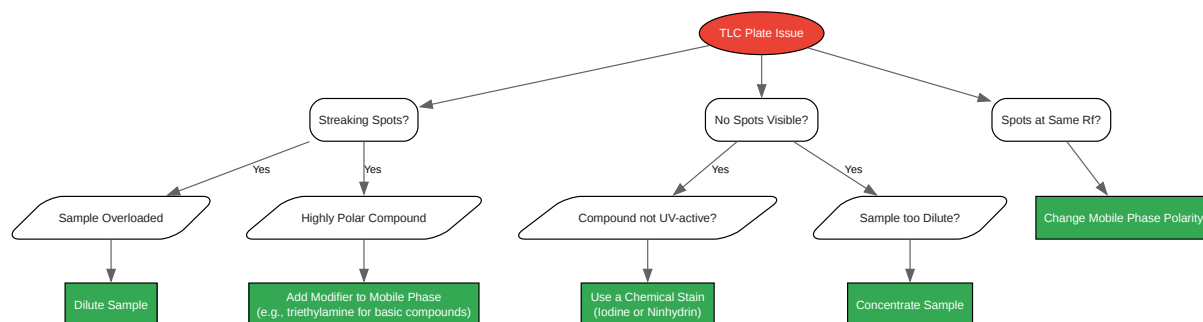 TLC Plate Issue
Streaking Spots?
No Spots Visible?
Spots at Same Rf?
Yes
Yes
Yes
Yes
Sample Overloaded
Highly Polar Compound
Compound not UV-active?
Sample too Dilute?
Change Mobile Phase Polarity
Dilute Sample
Add Modifier to Mobile Phase
(e.g., triethylamine for basic compounds)
Use a Chemical Stain
(Iodine or Ninhydrin)
Concentrate Sample